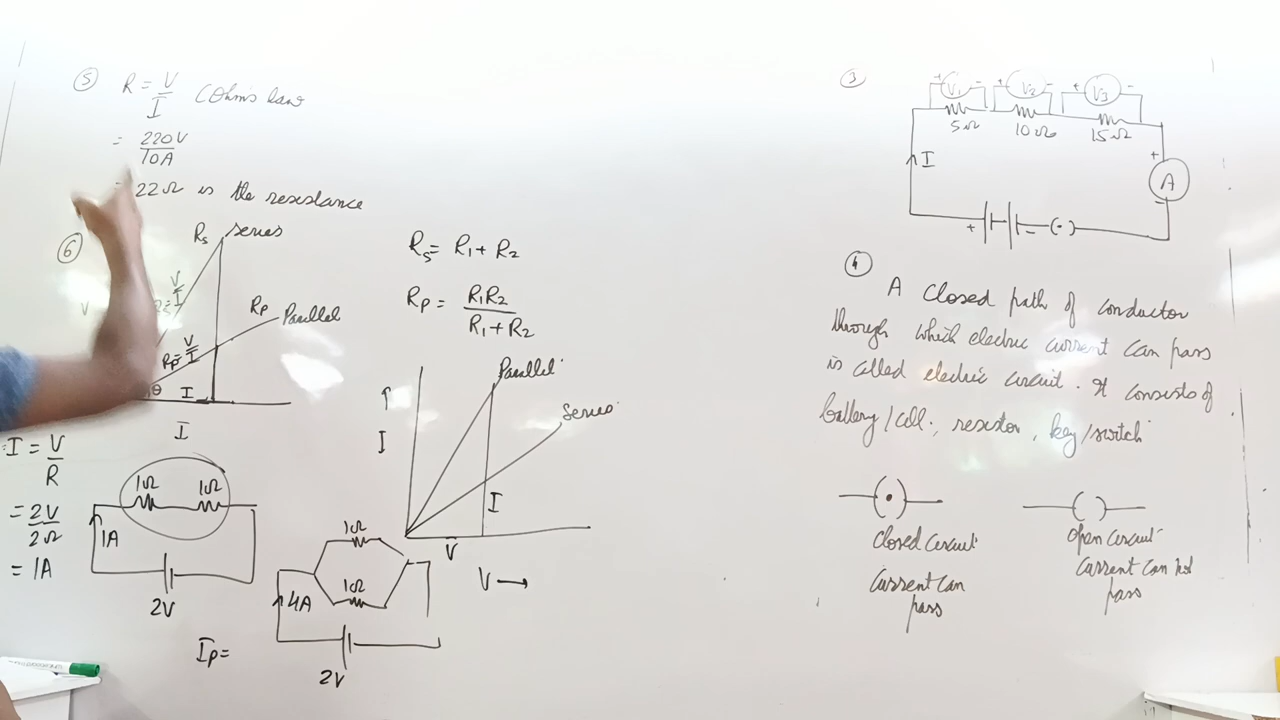 5
R = V/I (Ohms law
= 220V/10A
= 22Ω is the resistance
6
Rs series
V/I
V
Rp Parallel
Rp = V/I
θ I
I
Rs = R1 + R2
Rp = R1R2/R1 + R2
Parallel
Series
I
I
V
V →
I = V/R
= 2V/2Ω
= 1A
1Ω 1Ω
1A
2V
1Ω
1Ω
4A
2V
Ip =
3
+ V1 - + V2 - + V3 -
5Ω 10Ω 15Ω
I
+
A
-
+ - (·)
4
A closed path of conductor
through which electric current can pass
is called electric circuit. It consists of
battery/cell, resistor, key/switch
(·) ( )
closed circuit
current can
pass
open circuit
current can not
pass